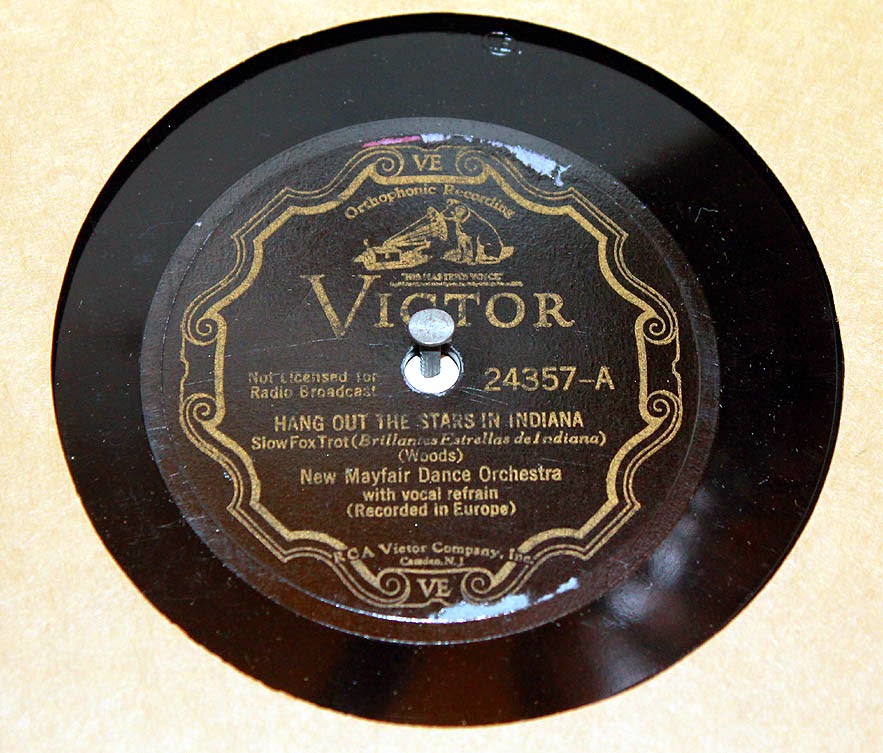 VE
Orthophonic Recording
"HIS MASTER'S VOICE"
VICTOR
Not Licensed for
Radio Broadcast
24357-A
HANG OUT THE STARS IN INDIANA
Slow Fox Trot (Brillantes Estrellas de Indiana)
(Woods)
New Mayfair Dance Orchestra
with vocal refrain
(Recorded in Europe)
RCA Victor Company, Inc.
Camden, N.J.
VE